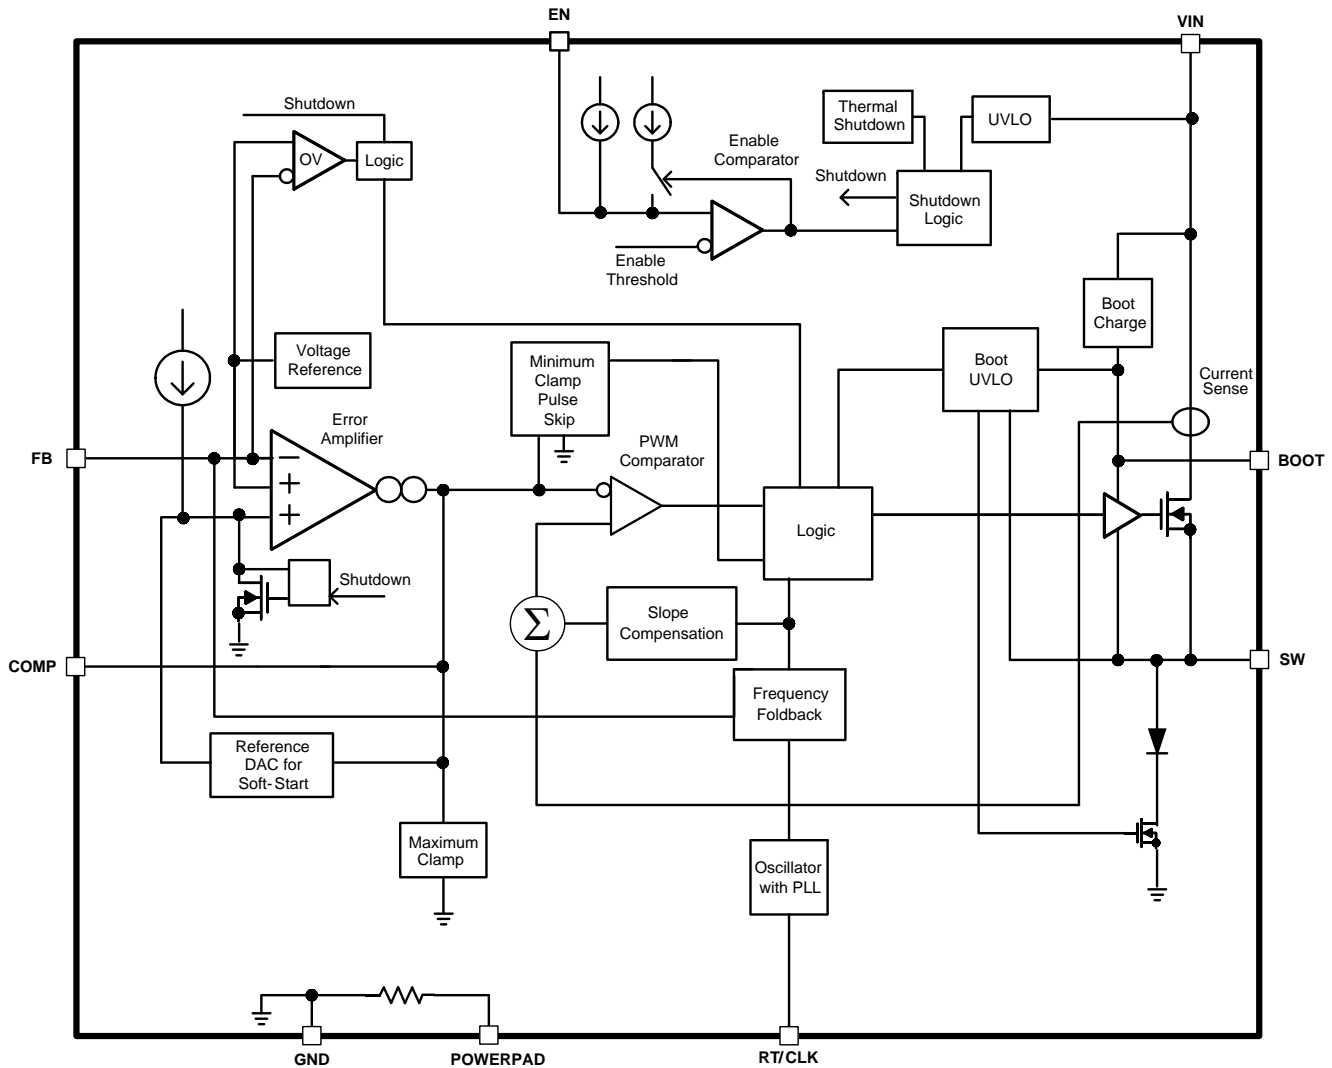 EN
VIN
Shutdown
OV
Logic
Thermal
Shutdown
UVLO
Enable
Comparator
Shutdown
Shutdown
Logic
Enable
Threshold
Voltage
Reference
Boot
Charge
Minimum
Clamp
Pulse
Skip
Boot
UVLO
Current
Sense
Error
Amplifier
PWM
Comparator
FB
BOOT
−
+
+
Logic
Shutdown
Σ
Slope
Compensation
COMP
SW
Frequency
Foldback
Reference
DAC for
Soft-Start
Maximum
Clamp
Oscillator
with PLL
GND
POWERPAD
RT/CLK